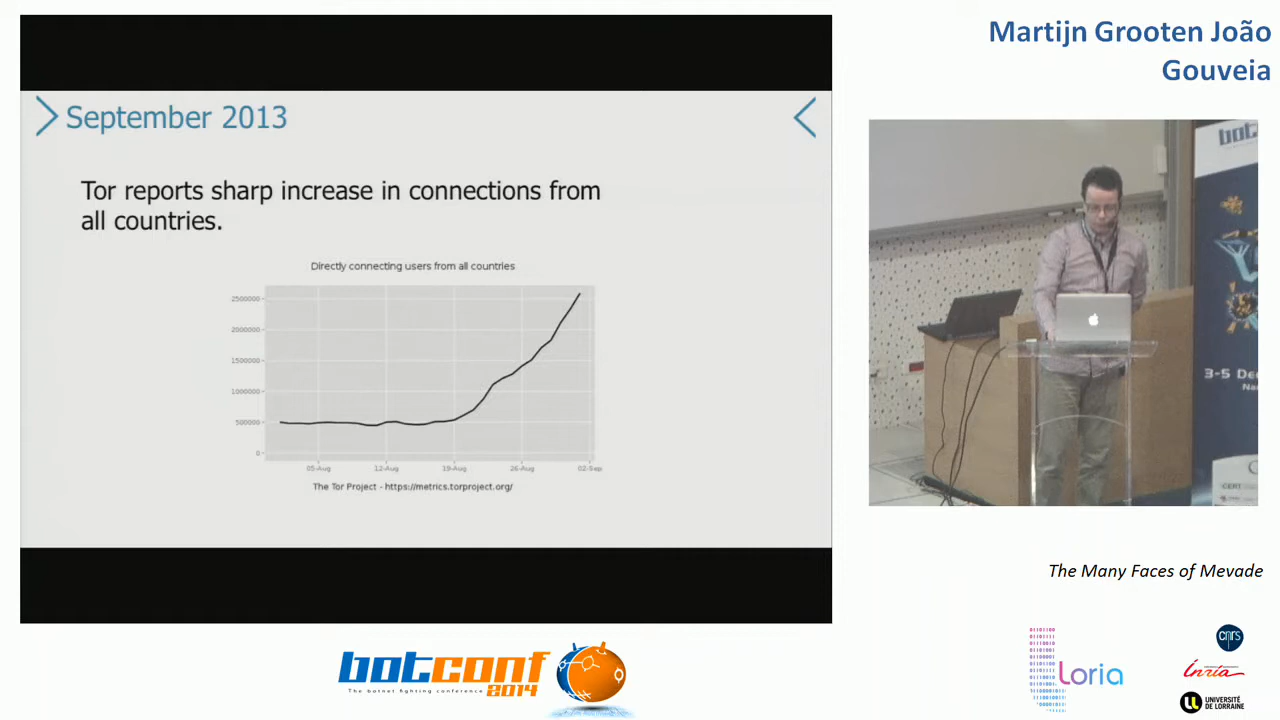 Martijn Grooten João
Gouveia
September 2013
Tor reports sharp increase in connections from
all countries.
Directly connecting users from all countries
2500000
2000000
1500000
1000000
500000
0
05-Aug
12-Aug
19-Aug
26-Aug
02-Sep
The Tor Project - https://metrics.torproject.org/
3-5 De
Na
CERT
The Many Faces of Mevade
botconf
The botnet fighting conference
2014
Loria
cnrs
Inria
UNIVERSITÉ
DE LORRAINE